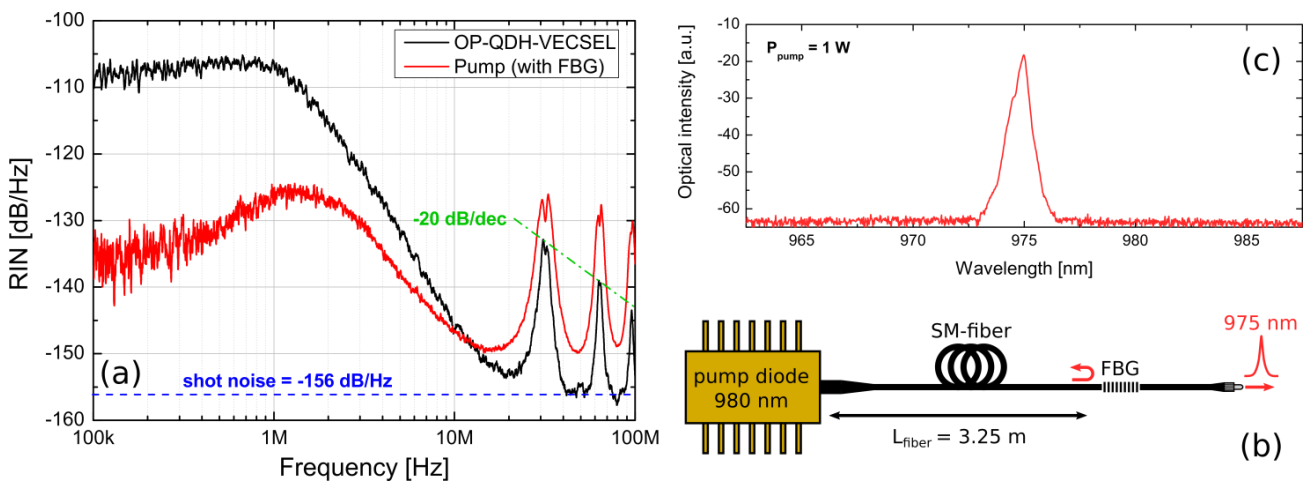 -100
-110
-120
-130
-140
-150
-160
RIN [dB/Hz]
OP-QDH-VECSEL
Pump (with FBG)
-20 dB/dec
shot noise = -156 dB/Hz
(a)
100k
1M
10M
100M
Frequency [Hz]
-10
-20
-30
-40
-50
-60
Optical intensity [a.u.]
P_pump = 1 W
(c)
965
970
975
980
985
Wavelength [nm]
pump diode
980 nm
SM-fiber
FBG
975 nm
L_fiber = 3.25 m
(b)